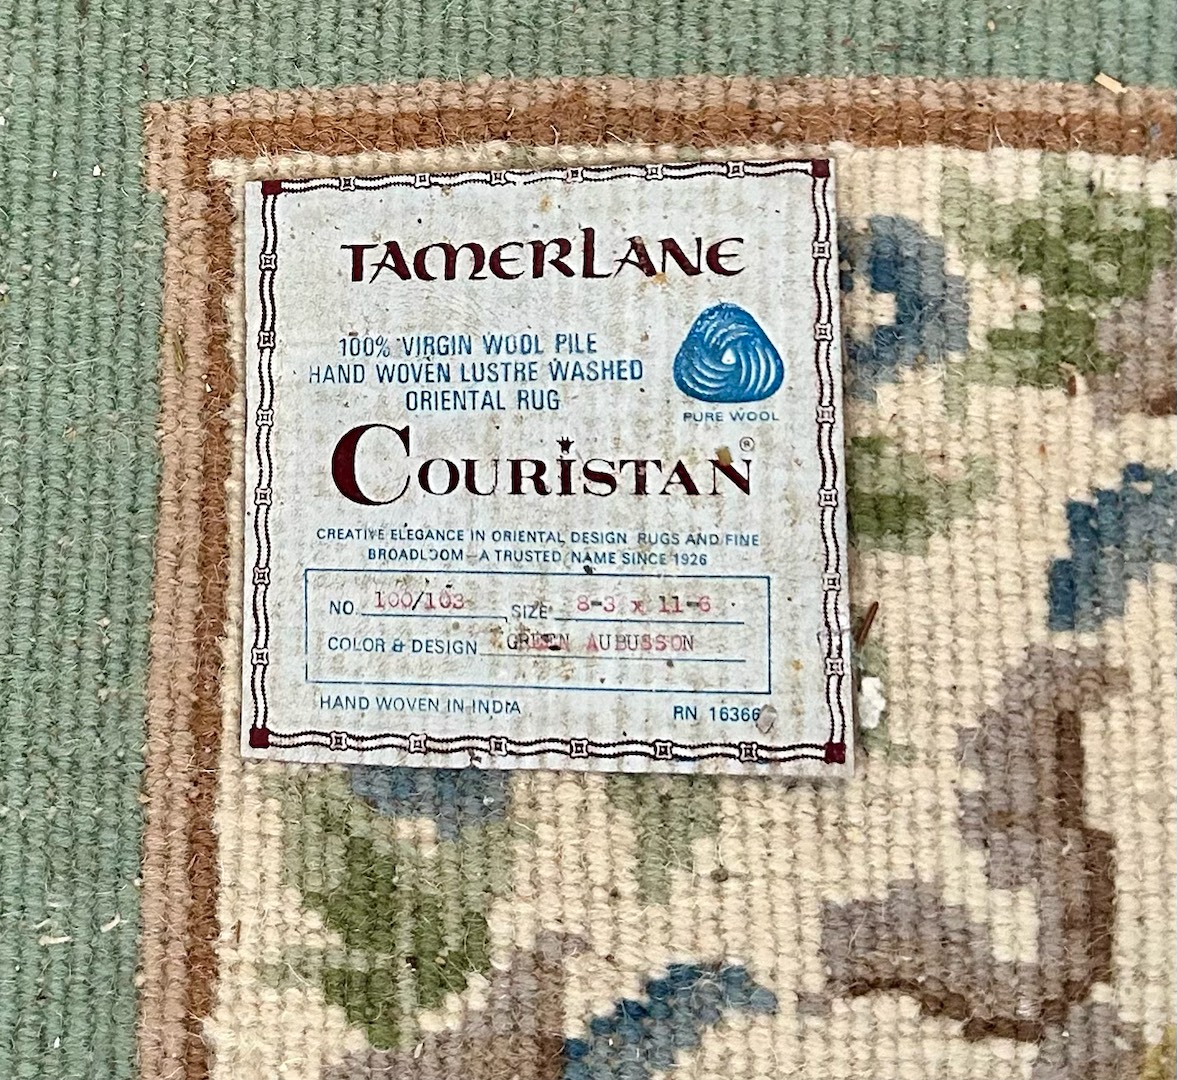 TAMERLANE
100% VIRGIN WOOL PILE
HAND WOVEN LUSTRE WASHED
ORIENTAL RUG
PURE WOOL
COURISTAN®
CREATIVE ELEGANCE IN ORIENTAL DESIGN RUGS AND FINE
BROADLOOM—A TRUSTED NAME SINCE 1926
NO. 100/103 SIZE 8-3 x 11-6
COLOR & DESIGN GREEN AUBUSSON
HAND WOVEN IN INDIA RN 16366